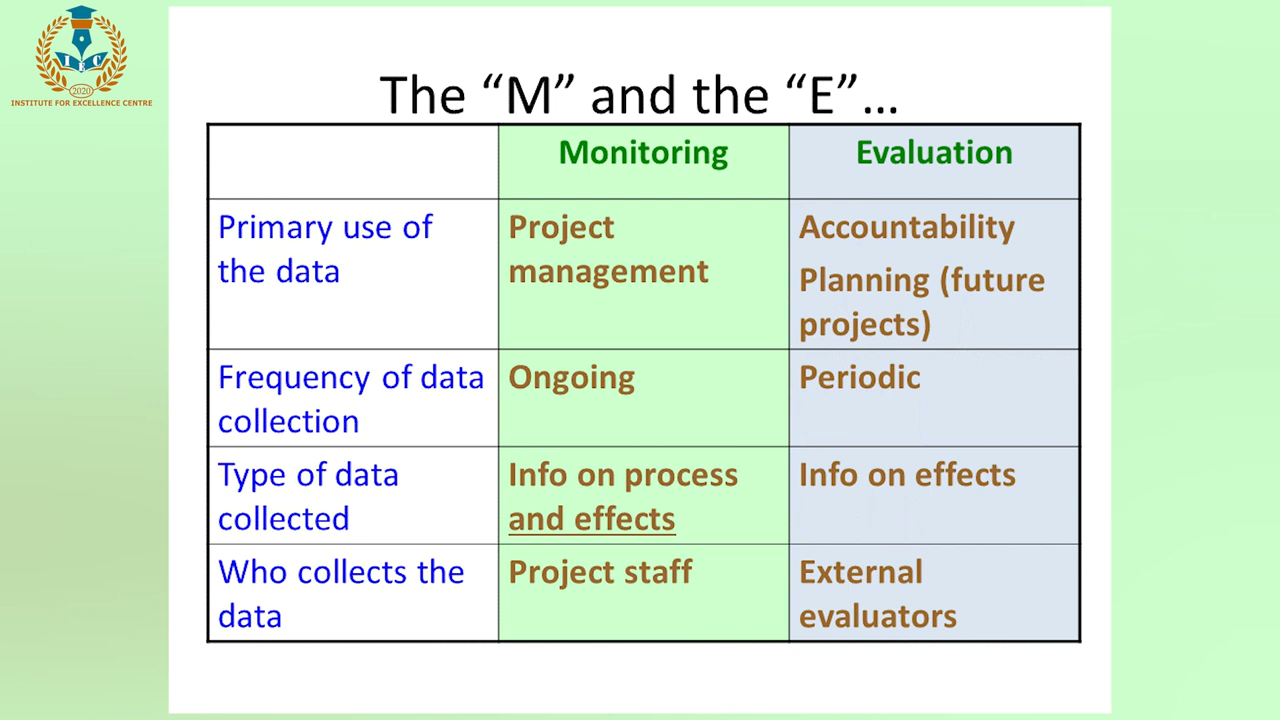 I E C
2020
INSTITUTE FOR EXCELLENCE CENTRE
The “M” and the “E”…
Monitoring
Evaluation
Primary use of
the data
Project
management
Accountability
Planning (future
projects)
Frequency of data
collection
Ongoing
Periodic
Type of data
collected
Info on process
and effects
Info on effects
Who collects the
data
Project staff
External
evaluators